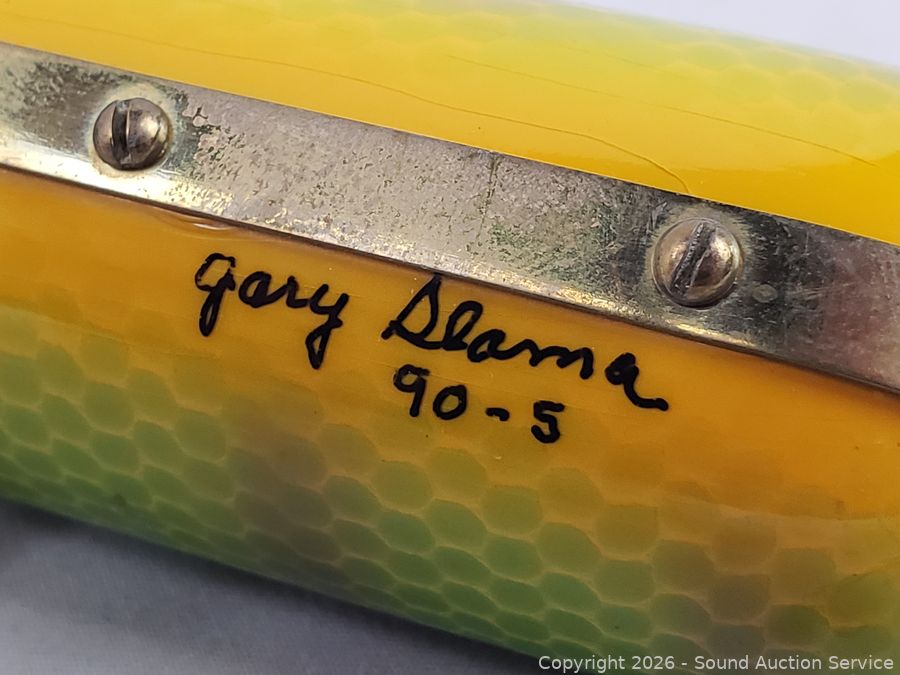 Gary Slama
90-5
Copyright 2026 - Sound Auction Service